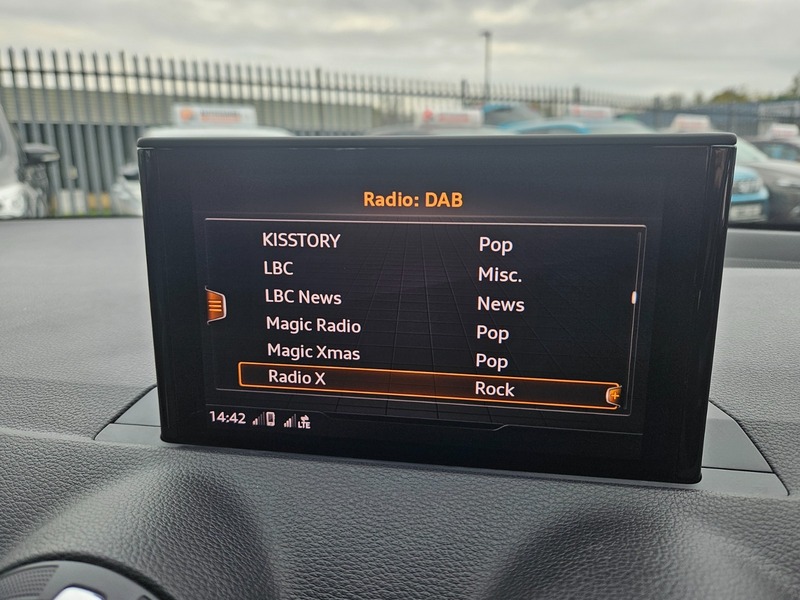 Radio: DAB
KISSTORY Pop
LBC Misc.
LBC News News
Magic Radio Pop
Magic Xmas Pop
Radio X Rock
14:42 LTE